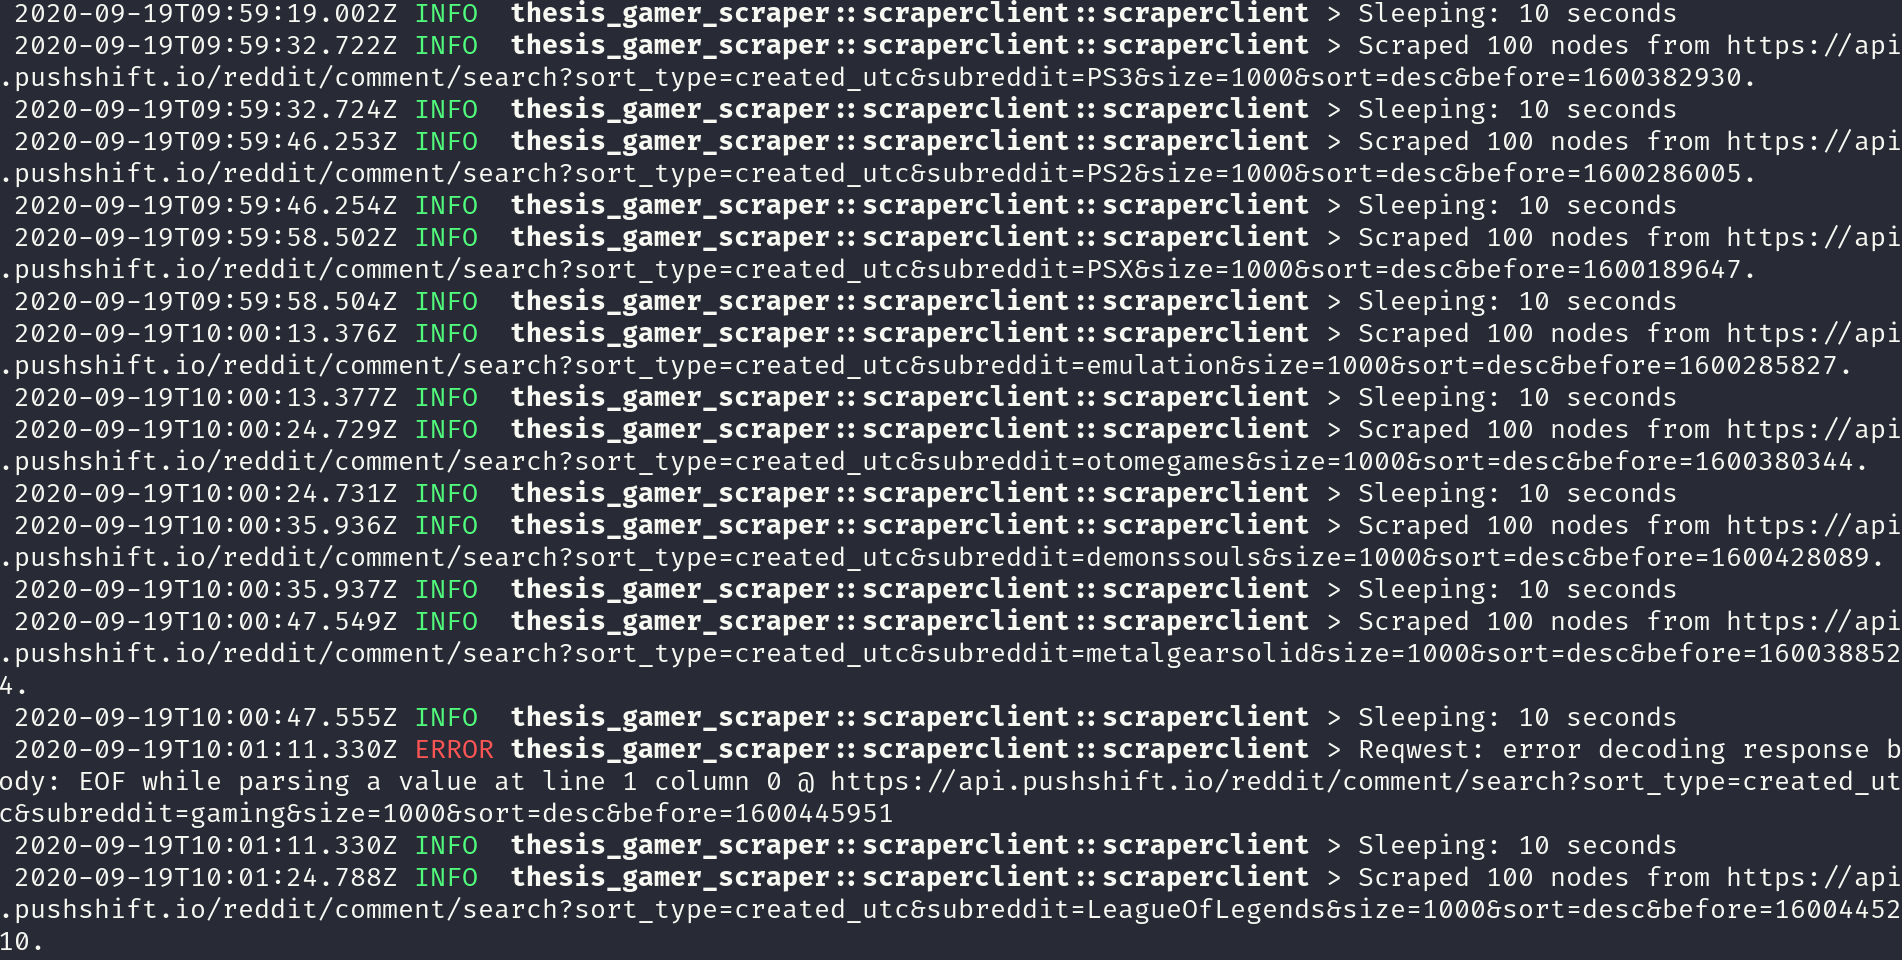 2020-09-19T09:59:19.002Z INFO  thesis_gamer_scraper::scraperclient::scraperclient > Sleeping: 10 seconds
2020-09-19T09:59:32.722Z INFO  thesis_gamer_scraper::scraperclient::scraperclient > Scraped 100 nodes from https://api
.pushshift.io/reddit/comment/search?sort_type=created_utc&subreddit=PS3&size=1000&sort=desc&before=1600382930.
2020-09-19T09:59:32.724Z INFO  thesis_gamer_scraper::scraperclient::scraperclient > Sleeping: 10 seconds
2020-09-19T09:59:46.253Z INFO  thesis_gamer_scraper::scraperclient::scraperclient > Scraped 100 nodes from https://api
.pushshift.io/reddit/comment/search?sort_type=created_utc&subreddit=PS2&size=1000&sort=desc&before=1600286005.
2020-09-19T09:59:46.254Z INFO  thesis_gamer_scraper::scraperclient::scraperclient > Sleeping: 10 seconds
2020-09-19T09:59:58.502Z INFO  thesis_gamer_scraper::scraperclient::scraperclient > Scraped 100 nodes from https://api
.pushshift.io/reddit/comment/search?sort_type=created_utc&subreddit=PSX&size=1000&sort=desc&before=1600189647.
2020-09-19T09:59:58.504Z INFO  thesis_gamer_scraper::scraperclient::scraperclient > Sleeping: 10 seconds
2020-09-19T10:00:13.376Z INFO  thesis_gamer_scraper::scraperclient::scraperclient > Scraped 100 nodes from https://api
.pushshift.io/reddit/comment/search?sort_type=created_utc&subreddit=emulation&size=1000&sort=desc&before=1600285827.
2020-09-19T10:00:13.377Z INFO  thesis_gamer_scraper::scraperclient::scraperclient > Sleeping: 10 seconds
2020-09-19T10:00:24.729Z INFO  thesis_gamer_scraper::scraperclient::scraperclient > Scraped 100 nodes from https://api
.pushshift.io/reddit/comment/search?sort_type=created_utc&subreddit=otomegames&size=1000&sort=desc&before=1600380344.
2020-09-19T10:00:24.731Z INFO  thesis_gamer_scraper::scraperclient::scraperclient > Sleeping: 10 seconds
2020-09-19T10:00:35.936Z INFO  thesis_gamer_scraper::scraperclient::scraperclient > Scraped 100 nodes from https://api
.pushshift.io/reddit/comment/search?sort_type=created_utc&subreddit=demonssouls&size=1000&sort=desc&before=1600428089.
2020-09-19T10:00:35.937Z INFO  thesis_gamer_scraper::scraperclient::scraperclient > Sleeping: 10 seconds
2020-09-19T10:00:47.549Z INFO  thesis_gamer_scraper::scraperclient::scraperclient > Scraped 100 nodes from https://api
.pushshift.io/reddit/comment/search?sort_type=created_utc&subreddit=metalgearsolid&size=1000&sort=desc&before=160038852
4.
2020-09-19T10:00:47.555Z INFO  thesis_gamer_scraper::scraperclient::scraperclient > Sleeping: 10 seconds
2020-09-19T10:01:11.330Z ERROR thesis_gamer_scraper::scraperclient::scraperclient > Reqwest: error decoding response b
ody: EOF while parsing a value at line 1 column 0 @ https://api.pushshift.io/reddit/comment/search?sort_type=created_ut
c&subreddit=gaming&size=1000&sort=desc&before=1600445951
2020-09-19T10:01:11.330Z INFO  thesis_gamer_scraper::scraperclient::scraperclient > Sleeping: 10 seconds
2020-09-19T10:01:24.788Z INFO  thesis_gamer_scraper::scraperclient::scraperclient > Scraped 100 nodes from https://api
.pushshift.io/reddit/comment/search?sort_type=created_utc&subreddit=LeagueOfLegends&size=1000&sort=desc&before=16004452
10.